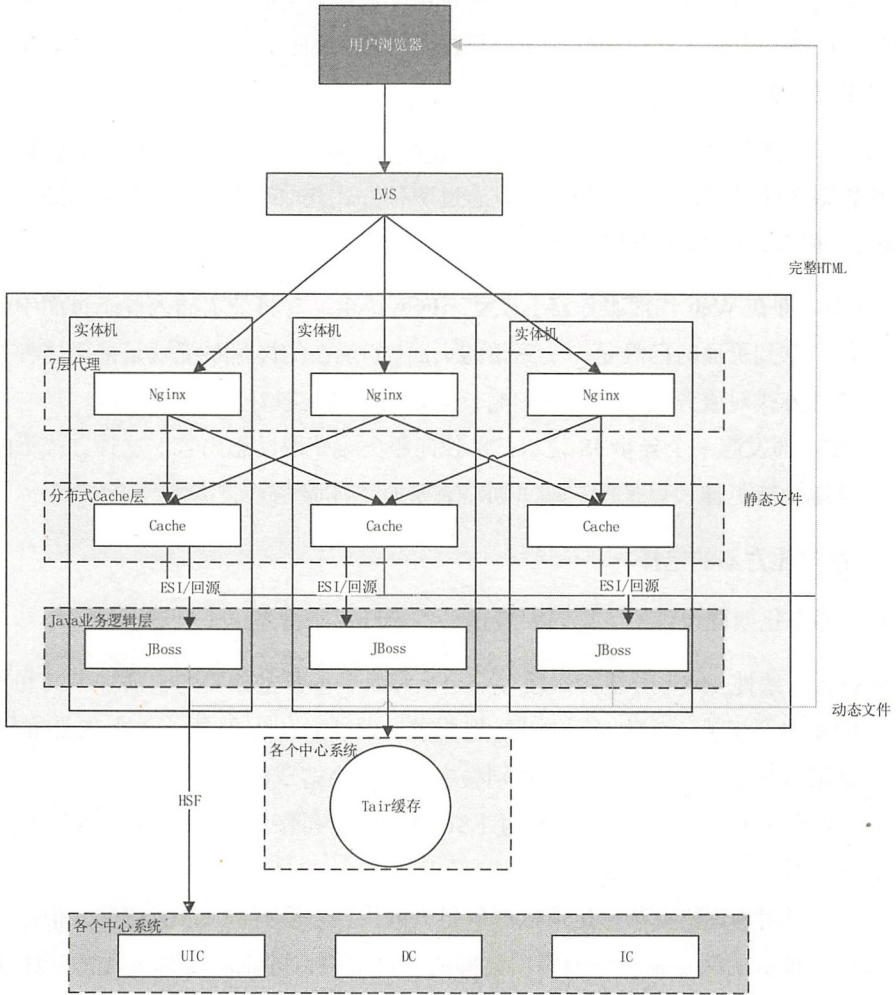 用户浏览器
LVS
完整HTML
实体机
实体机
实体机
7层代理
Nginx
Nginx
Nginx
分布式Cache层
静态文件
Cache
Cache
Cache
ESI/回源
ESI/回源
ESI/回源
Java业务逻辑层
JBoss
JBoss
JBoss
动态文件
各个中心系统
HSF
Tair缓存
各个中心系统
UIC
DC
IC